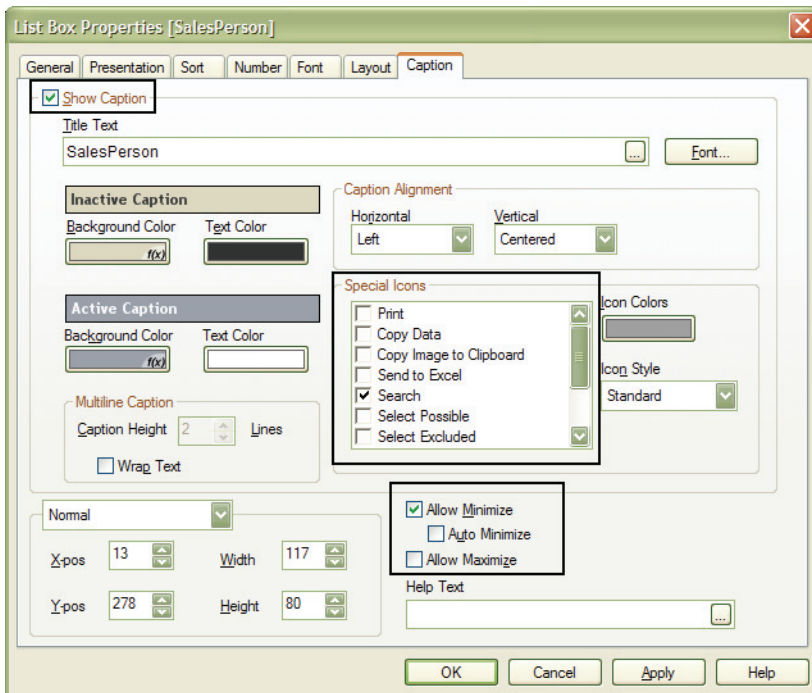 List Box Properties [SalesPerson]
General Presentation Sort Number Font Layout Caption
Show Caption
Title Text
SalesPerson ... Font...
Inactive Caption
Background Color Text Color
f(x)
Caption Alignment
Horizontal Vertical
Left Centered
Active Caption
Background Color Text Color
f(x)
Special Icons
Print
Copy Data
Copy Image to Clipboard
Send to Excel
Search
Select Possible
Select Excluded
Icon Colors
Icon Style
Standard
Multiline Caption
Caption Height 2 Lines
Wrap Text
Normal
X-pos 13 Width 117
Y-pos 278 Height 80
Allow Minimize
Auto Minimize
Allow Maximize
Help Text
...
OK Cancel Apply Help